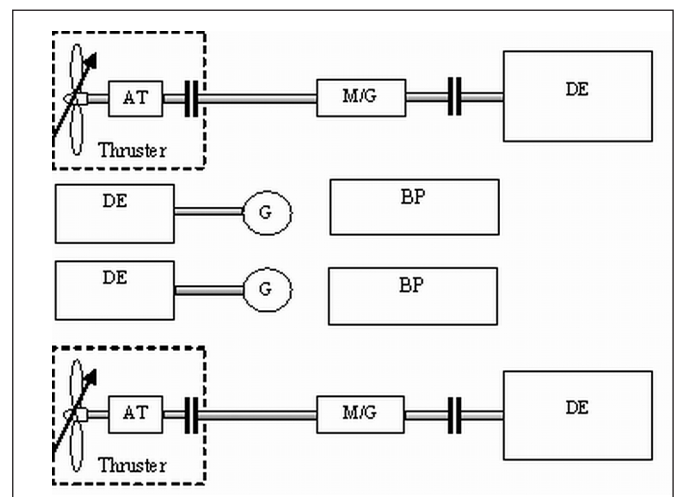 AT
M/G
DE
Thruster
DE
G
BP
DE
G
BP
AT
M/G
DE
Thruster